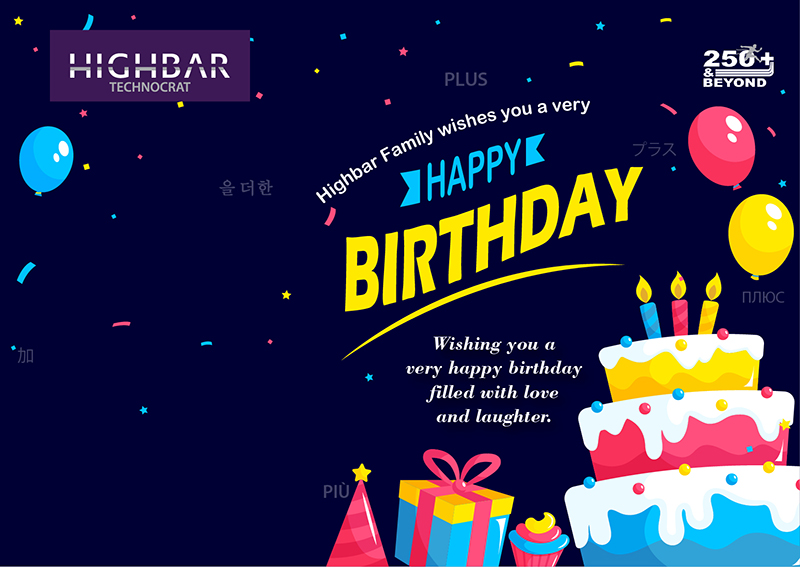 HIGHBAR
TECHNOCRAT
250+
&
BEYOND
PLUS
Highbar Family wishes you a very
HAPPY
BIRTHDAY
プラス
을 더한
ПЛЮС
加
Wishing you a
very happy birthday
filled with love
and laughter.
PIÙ